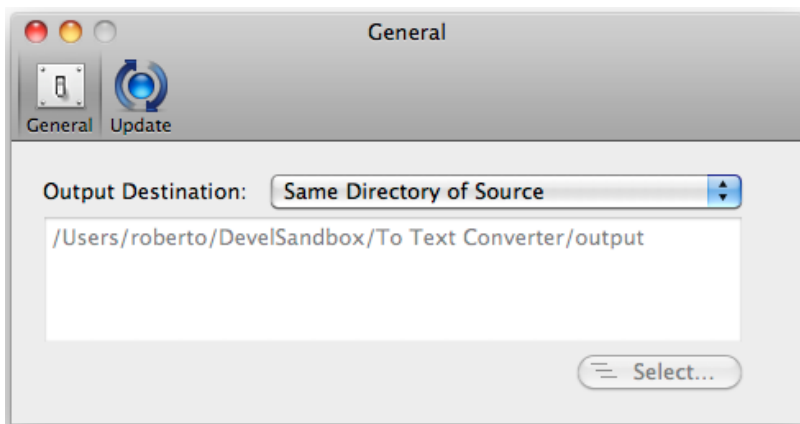 General
General Update
Output Destination: Same Directory of Source
/Users/roberto/DevelSandbox/To Text Converter/output
Select...